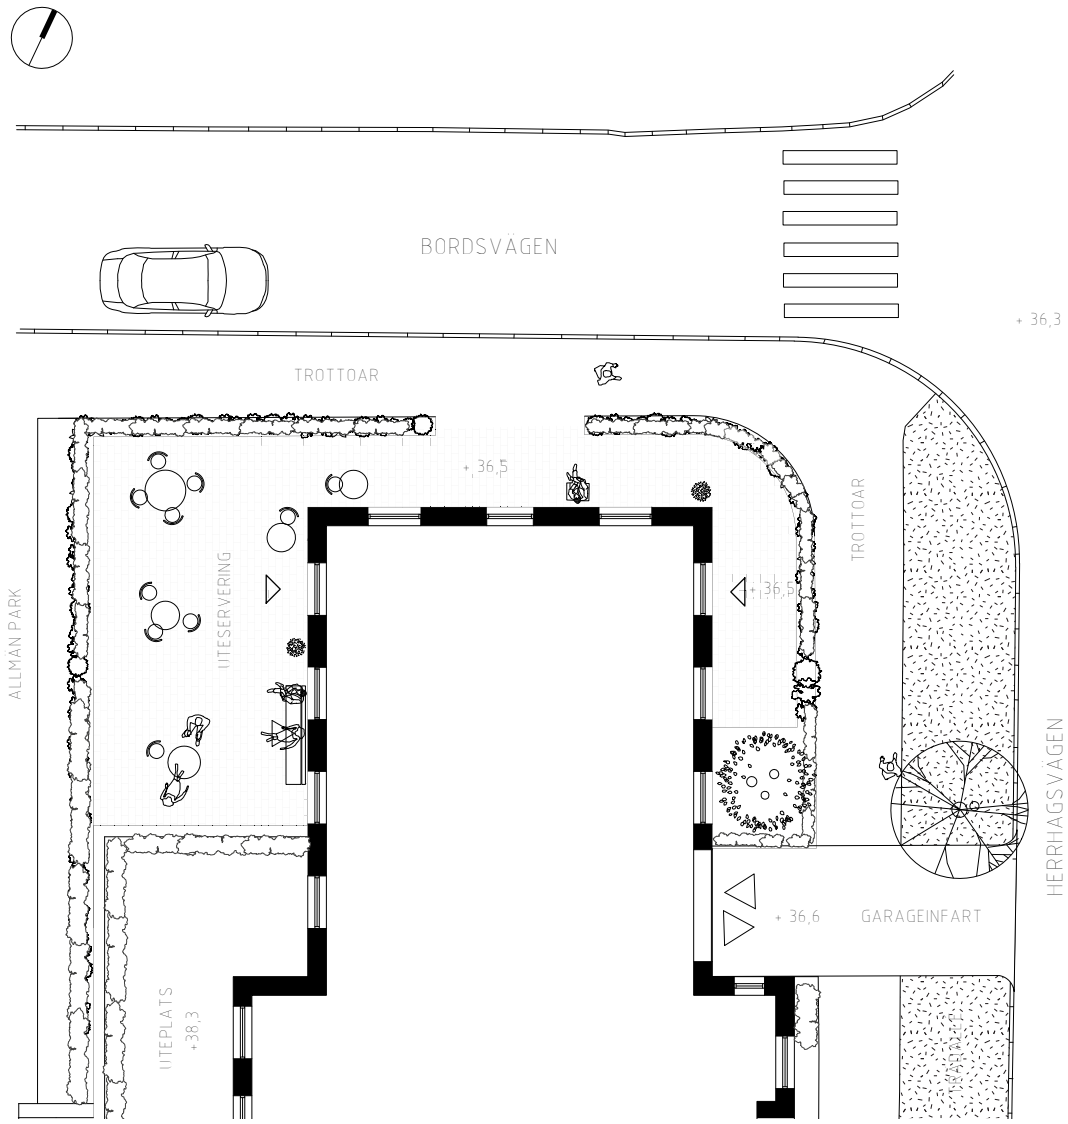 BORDSVÄGEN
+ 36,3
TROTTOAR
+ 36,5
TROTTOAR
UTESERVERING
+ 36,5
ALLMÄN PARK
HERRHAGSVÄGEN
+ 36,6
GARAGEINFART
UTEPLATS
+38,3